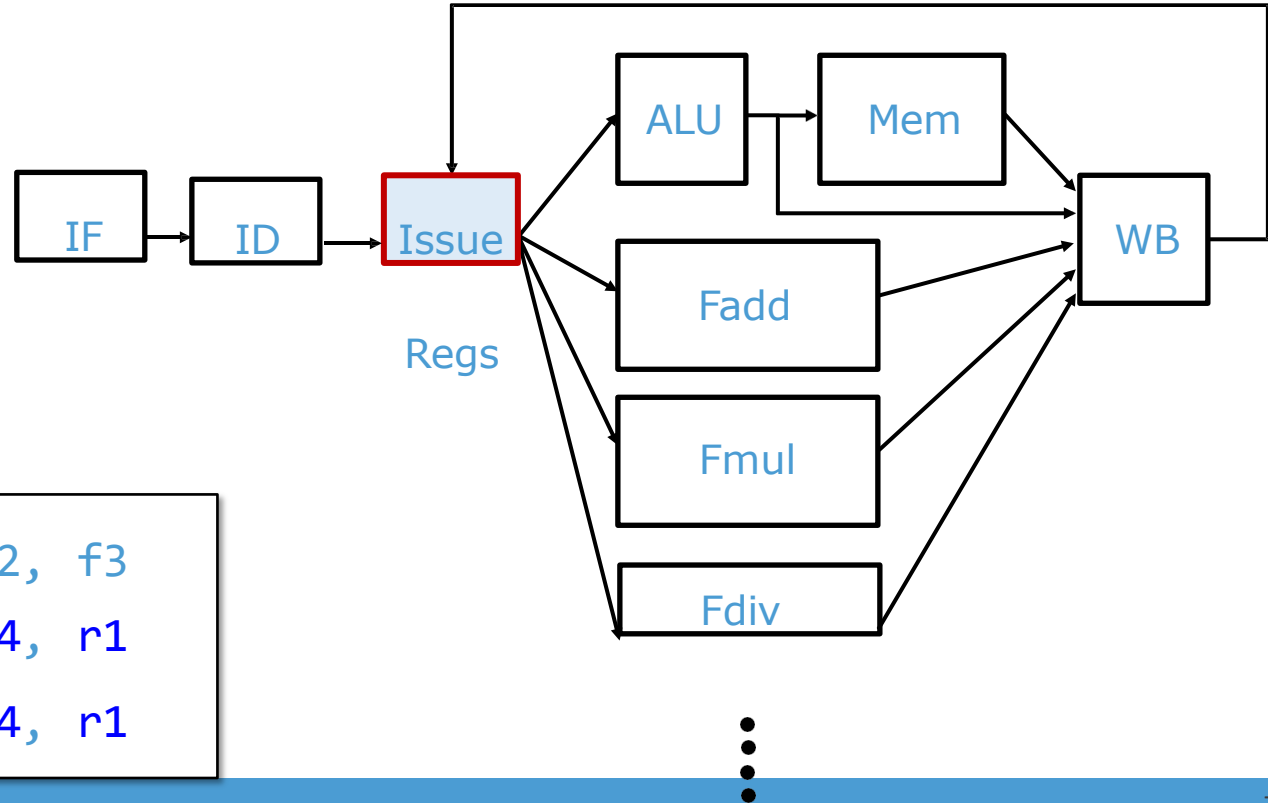 ALU
Mem
IF
ID
Issue
WB
Fadd
Regs
Fmul
2, f3
Fdiv
4, r1
4, r1